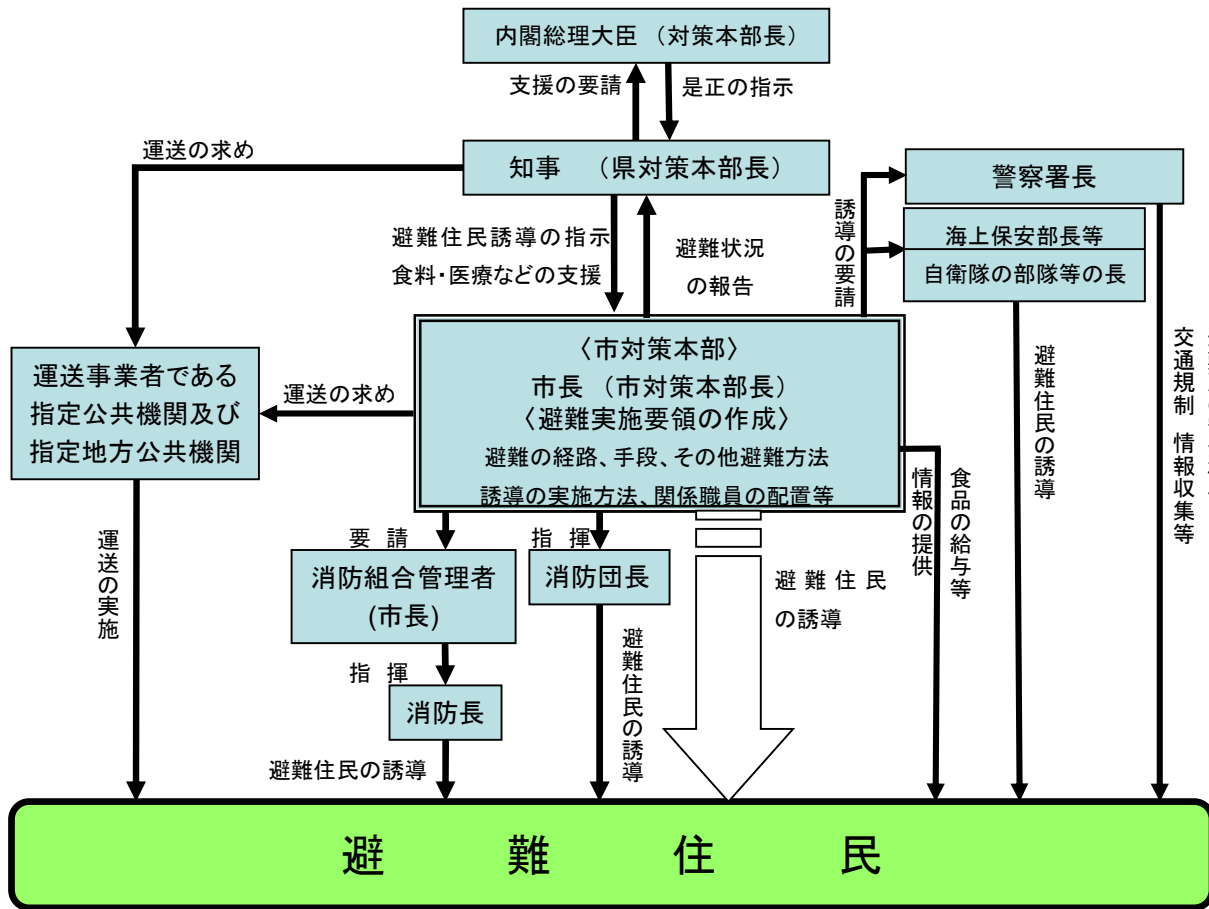 内閣総理大臣 (対策本部長)
支援の要請
是正の指示
運送の求め
知事 (県対策本部長)
警察署長
誘導の要請
海上保安部長等
自衛隊の部隊等の長
避難住民誘導の指示
食料・医療などの支援
避難状況
の報告
〈市対策本部〉
市長 (市対策本部長)
〈避難実施要領の作成〉
避難の経路、手段、その他避難方法
誘導の実施方法、関係職員の配置等
運送事業者である
指定公共機関及び
指定地方公共機関
運送の求め
避難住民の誘導
交通規制 情報収集等
食品の給与等
情報の提供
運送の実施
要 請
消防組合管理者
(市長)
指 揮
消防長
避難住民の誘導
指 揮
消防団長
避難住民の誘導
避難住民
の誘導
避 難 住 民